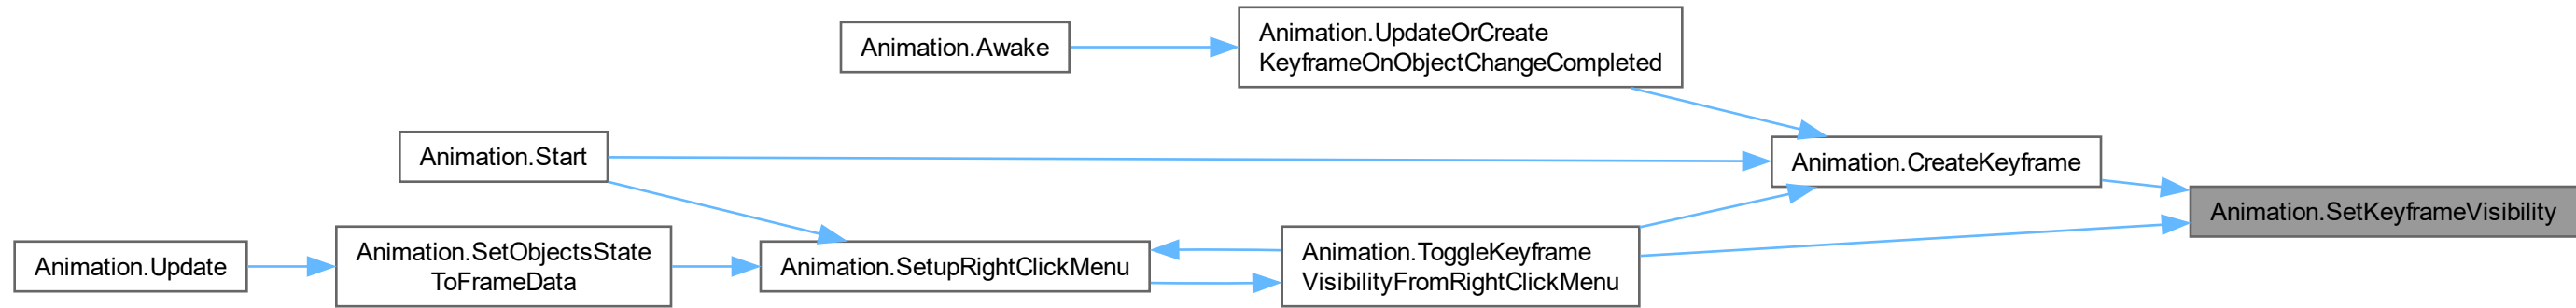 Animation.Awake
Animation.UpdateOrCreate
KeyframeOnObjectChangeCompleted
Animation.Start
Animation.CreateKeyframe
Animation.SetKeyframeVisibility
Animation.Update
Animation.SetObjectsState
ToFrameData
Animation.SetupRightClickMenu
Animation.ToggleKeyframe
VisibilityFromRightClickMenu